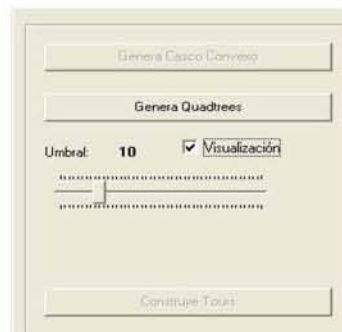 Genera Casco Convexo
Genera Quadtrees
Umbral: 10 Visualización
Construye Tours